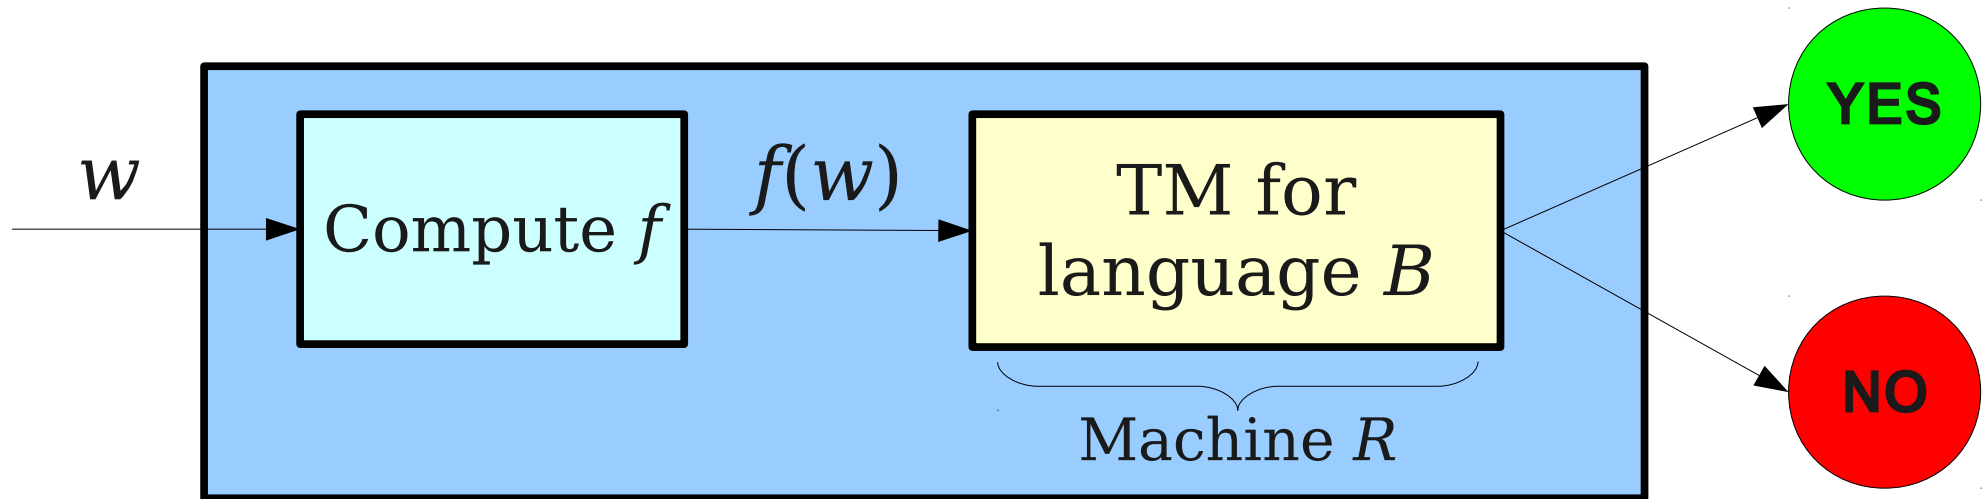 w
Compute f
f(w)
TM for
language B
Machine R
YES
NO